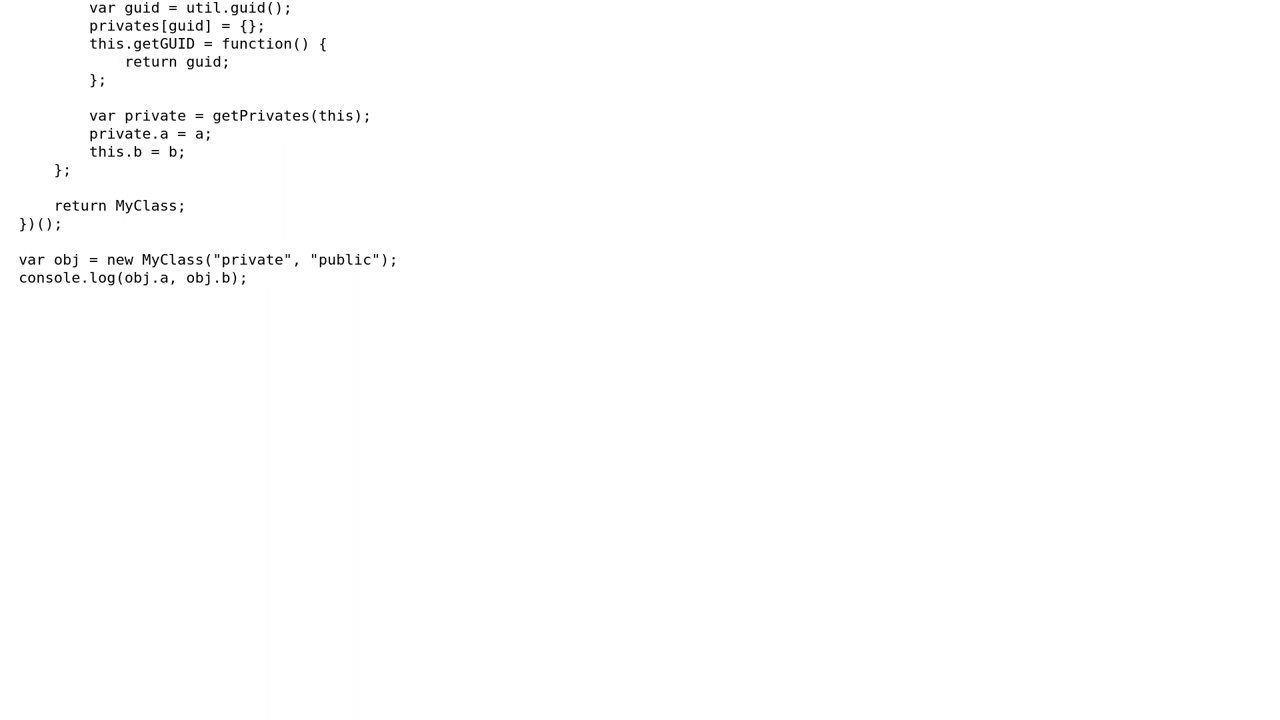 var guid = util.guid();
        privates[guid] = {};
        this.getGUID = function() {
            return guid;
        };

        var private = getPrivates(this);
        private.a = a;
        this.b = b;
    };

    return MyClass;
})();

var obj = new MyClass("private", "public");
console.log(obj.a, obj.b);